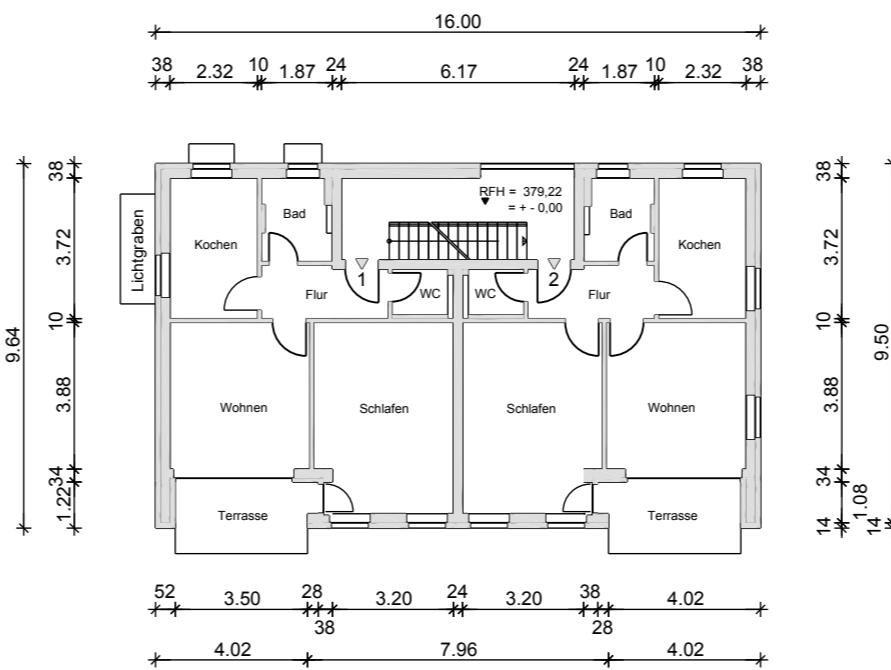 16.00
38 2.32 10 1.87 24 6.17 24 1.87 10 2.32 38
RFH = 379,22
= + - 0,00
Lichtgraben
Kochen
Bad
Bad
Kochen
1
2
Flur
WC
WC
Flur
Wohnen
Schlafen
Schlafen
Wohnen
Terrasse
Terrasse
9.64
38
3.72
10
3.88
34
1.22
38
3.72
10
3.88
34
1.08
14
9.50
14
52 3.50 28 3.20 24 3.20 38 4.02
38 28
4.02 7.96 4.02